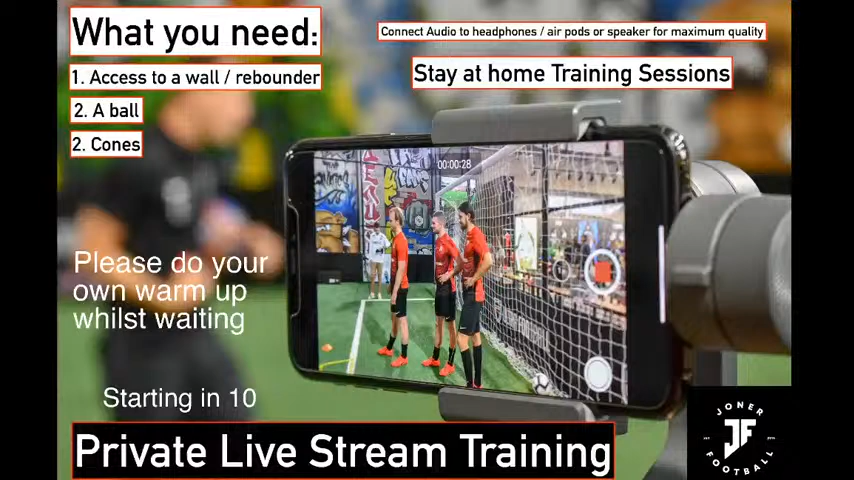 What you need:
1. Access to a wall / rebounder
2. A ball
2. Cones
Connect Audio to headphones / air pods or speaker for maximum quality
Stay at home Training Sessions
00:00:28
Please do your
own warm up
whilst waiting
Starting in 10
Private Live Stream Training
JONER
JF
FOOTBALL